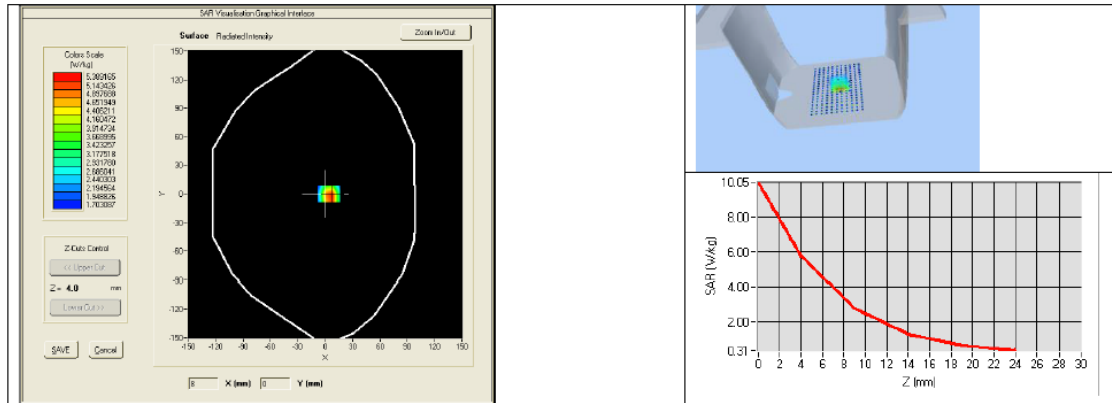 SAR Visualisation Graphical Interface
Surface Radiated Intensity
Zoom In/Out
Colors Scale
(W/kg)
5.389165
5.143426
4.897688
4.651949
4.406211
4.160472
3.914734
3.668995
3.423257
3.177518
2.931780
2.686041
2.440303
2.194564
1.948826
1.703087
Z-Cuts Control
<< Upper Cut
Z = 4.0 mm
Lower Cut >>
SAVE Cancel
150
120
90
60
30
0
-30
-60
-90
-120
-150
Y
-150 -120 -90 -60 -30 0 30 60 90 120 150
X
8 X (mm) 0 Y (mm)
10.05
8.00
6.00
4.00
2.00
0.31
SAR (W/kg)
0 2 4 6 8 10 12 14 16 18 20 22 24 26 28 30
Z (mm)